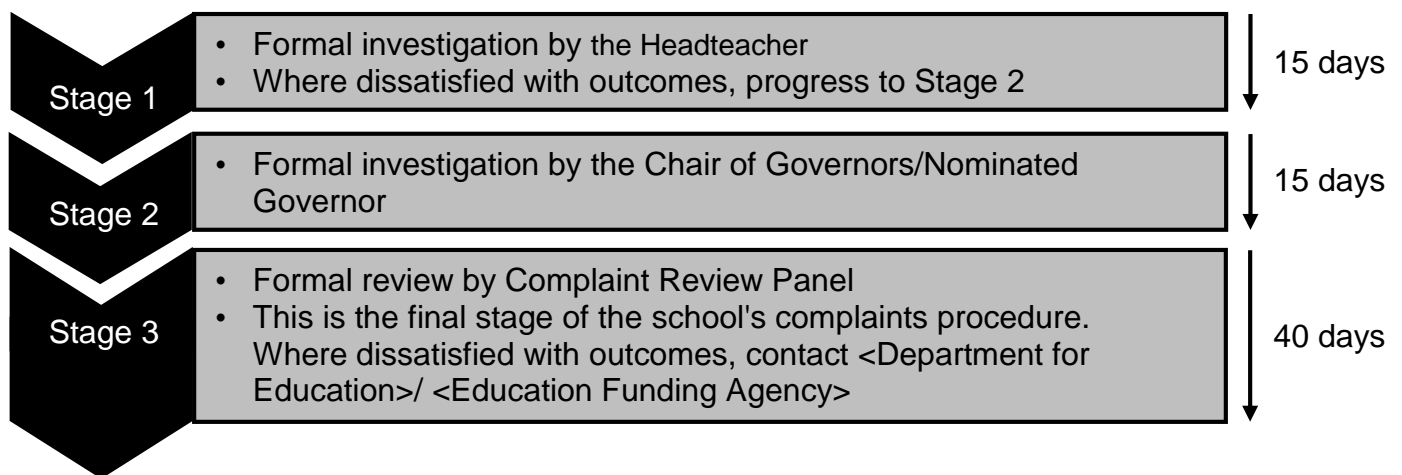 Stage 1
• Formal investigation by the Headteacher
• Where dissatisfied with outcomes, progress to Stage 2
15 days
Stage 2
• Formal investigation by the Chair of Governors/Nominated
Governor
15 days
Stage 3
• Formal review by Complaint Review Panel
• This is the final stage of the school's complaints procedure.
Where dissatisfied with outcomes, contact <Department for
Education>/ <Education Funding Agency>
40 days